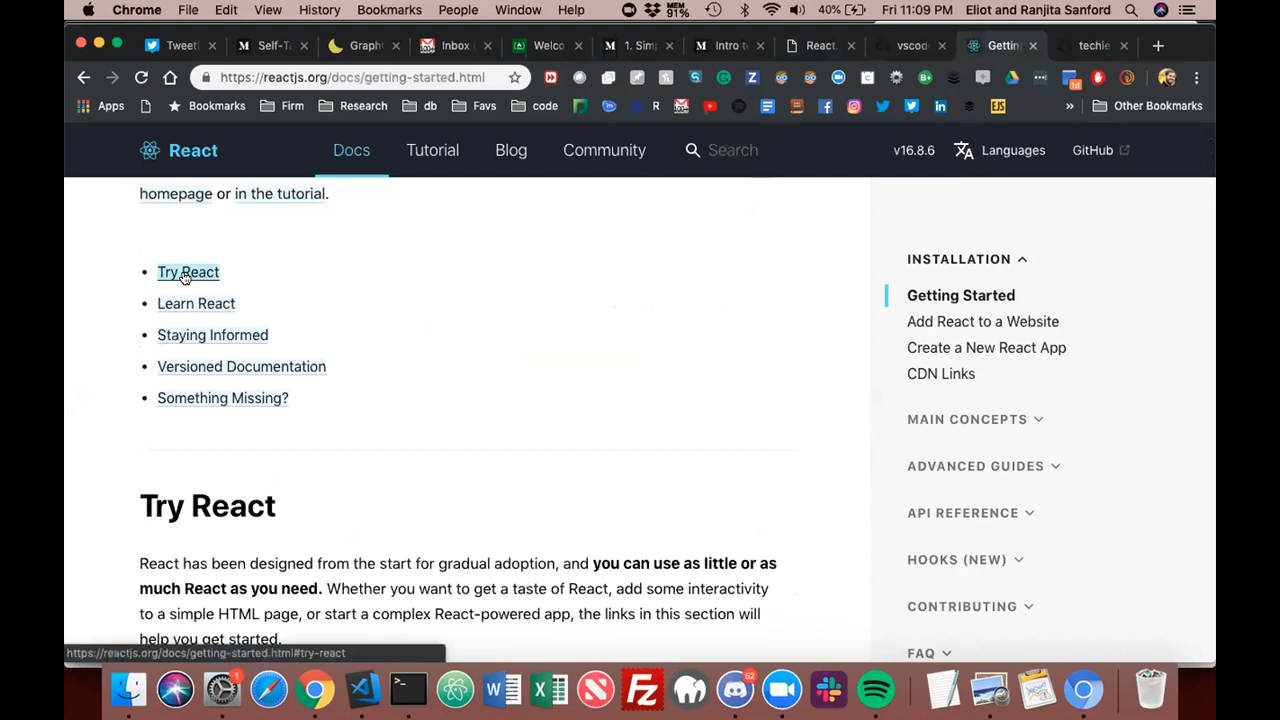 Chrome File Edit View History Bookmarks People Window Help MEM 91% 40% Fri 11:09 PM Eliot and Ranjita Sanford
Tweet Self-T Graph Inbox Welco 1. Sim Intro t React. vscod Getting techie
https://reactjs.org/docs/getting-started.html
Apps Bookmarks Firm Research db Favs code R EJS » Other Bookmarks
React Docs Tutorial Blog Community Search v16.8.6 Languages GitHub
homepage or in the tutorial.
• Try React
• Learn React
• Staying Informed
• Versioned Documentation
• Something Missing?
Try React
React has been designed from the start for gradual adoption, and you can use as little or as
much React as you need. Whether you want to get a taste of React, add some interactivity
to a simple HTML page, or start a complex React-powered app, the links in this section will
help you get started.
INSTALLATION
Getting Started
Add React to a Website
Create a New React App
CDN Links
MAIN CONCEPTS
ADVANCED GUIDES
API REFERENCE
HOOKS (NEW)
CONTRIBUTING
FAQ
https://reactjs.org/docs/getting-started.html#try-react
1
52